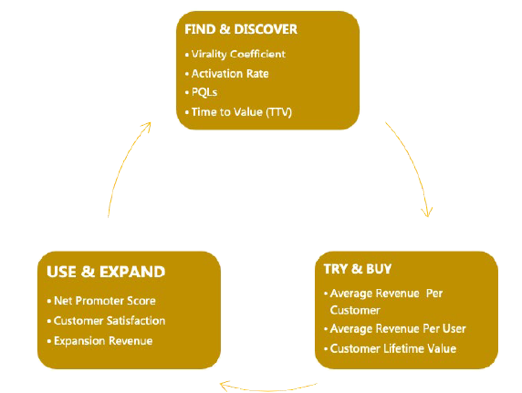 FIND & DISCOVER
• Virality Coefficient
• Activation Rate
• PQLs
• Time to Value (TTV)
USE & EXPAND
• Net Promoter Score
• Customer Satisfaction
• Expansion Revenue
TRY & BUY
• Average Revenue Per
Customer
• Average Revenue Per User
• Customer Lifetime Value